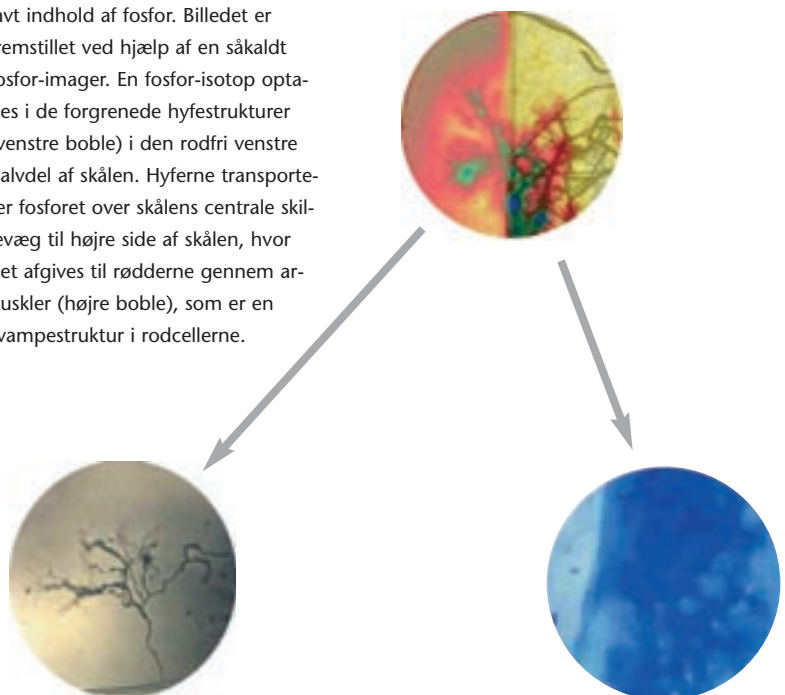 avt indhold af fosfor. Billedet er
remstillet ved hjælp af en såkaldt
osfor-imager. En fosfor-isotop opta-
es i de forgrenede hyfestrukturer
venstre boble) i den rodfri venstre
alvdel af skålen. Hyferne transporte-
er fosforet over skålens centrale skil-
evæg til højre side af skålen, hvor
et afgives til rødderne gennem ar-
uskler (højre boble), som er en
vampestruktur i rodcellerne.